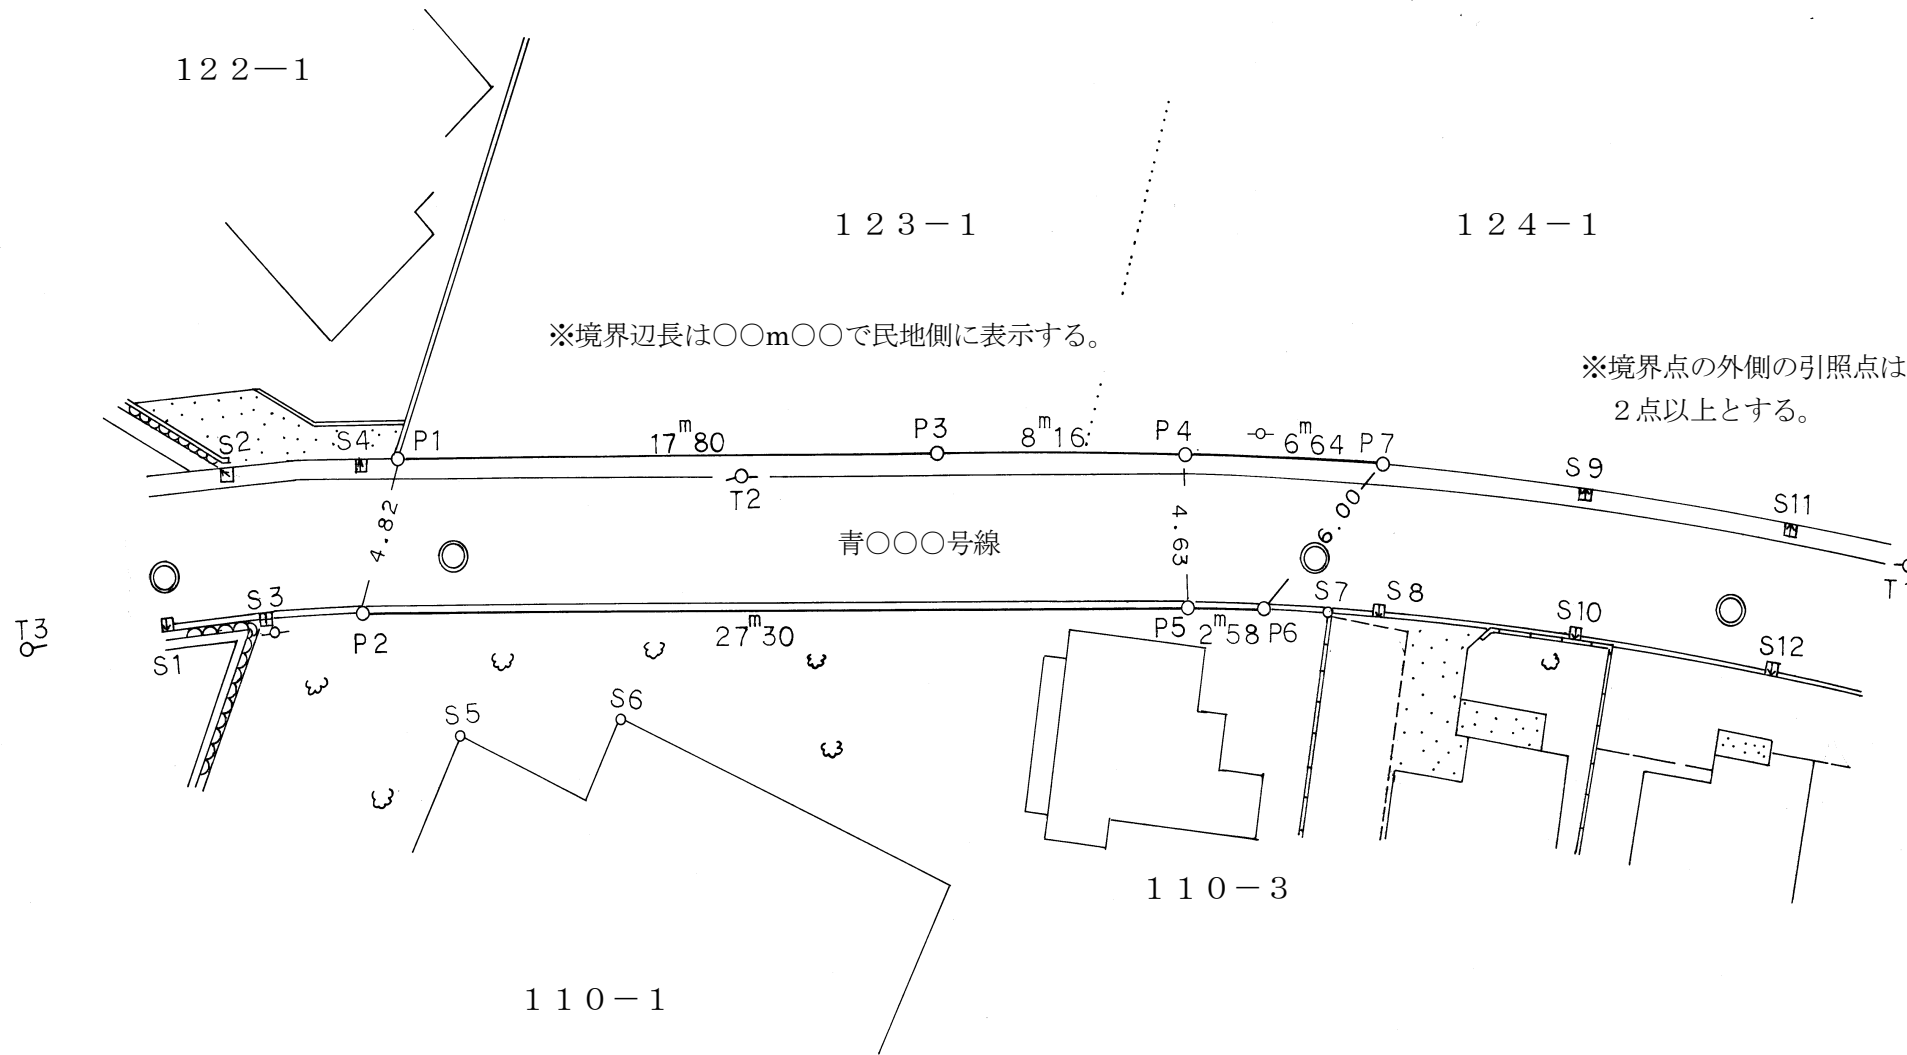 122―1
123－1
124－1
※境界辺長は○○m○○で民地側に表示する。
※境界点の外側の引照点は
２点以上とする。
S2
S4
P1
17m80
P3
8m16
P4
6m64
P7
S9
S11
T2
4.82
青○○○号線
4.63
6.00
T3
S1
S3
P2
27m30
P5
2m58
P6
S7
S8
S10
S12
S5
S6
110－3
110－1